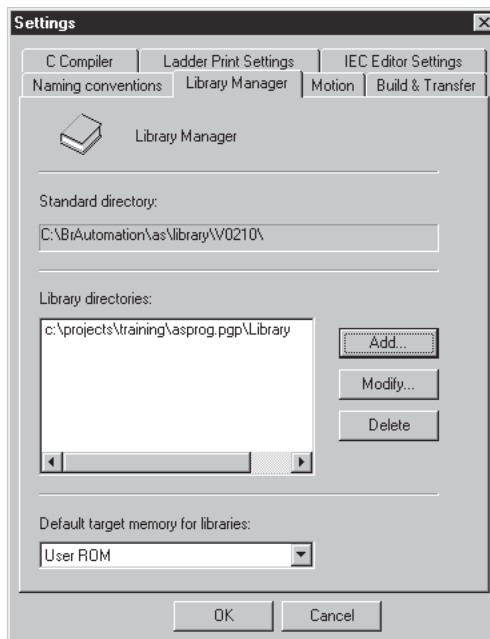 Settings
C Compiler
Ladder Print Settings
IEC Editor Settings
Naming conventions
Library Manager
Motion
Build & Transfer
Library Manager
Standard directory:
C:\BrAutomation\as\library\V0210\
Library directories:
c:\projects\training\asprog.pgp\Library
Add...
Modify...
Delete
Default target memory for libraries:
User ROM
OK
Cancel